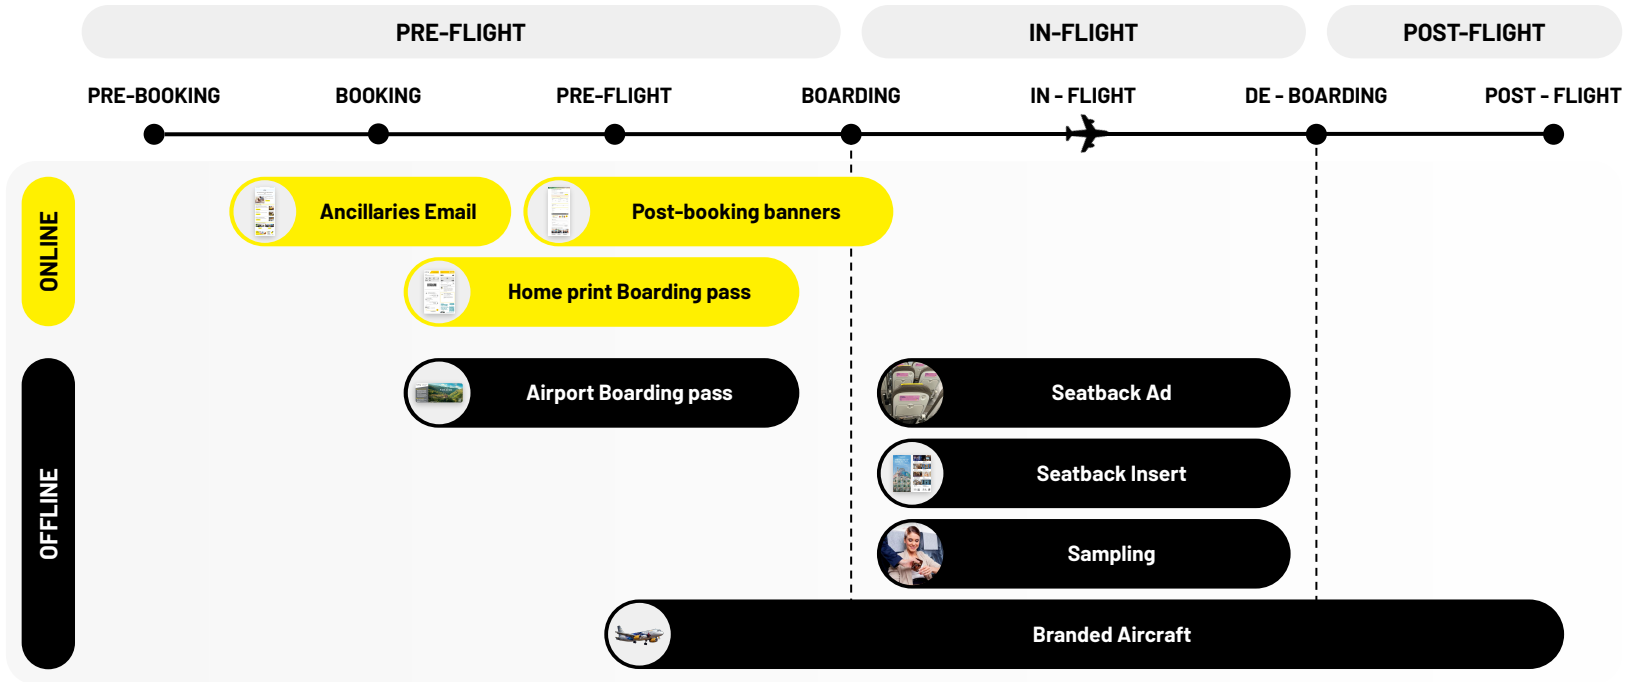 PRE-FLIGHT
IN-FLIGHT
POST-FLIGHT
PRE-BOOKING
BOOKING
PRE-FLIGHT
BOARDING
IN - FLIGHT
DE - BOARDING
POST - FLIGHT
ONLINE
Ancillaries Email
Post-booking banners
Home print Boarding pass
OFFLINE
Airport Boarding pass
Seatback Ad
Seatback Insert
Sampling
Branded Aircraft